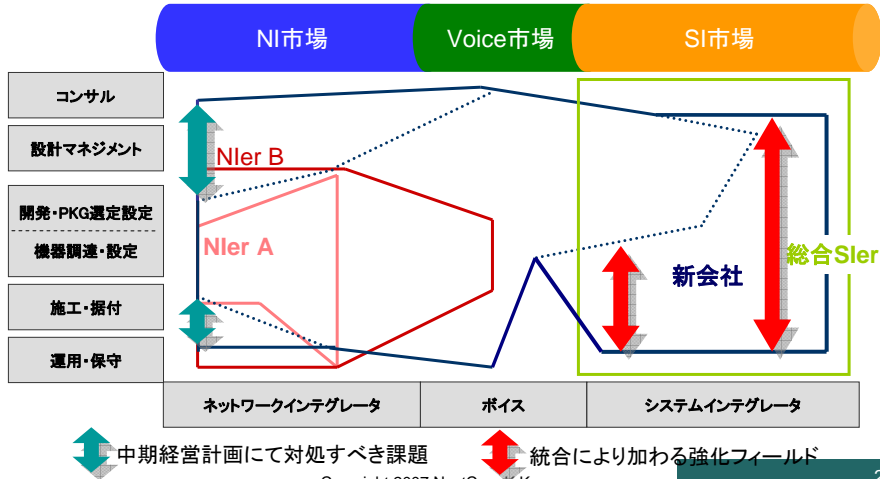 NI市場
Voice市場
SI市場
コンサル
設計マネジメント
開発・PKG選定設定
機器調達・設定
施工・据付
運用・保守
NIer B
NIer A
新会社
総合SIer
ネットワークインテグレータ
ボイス
システムインテグレータ
中期経営計画にて対処すべき課題
統合により加わる強化フィールド